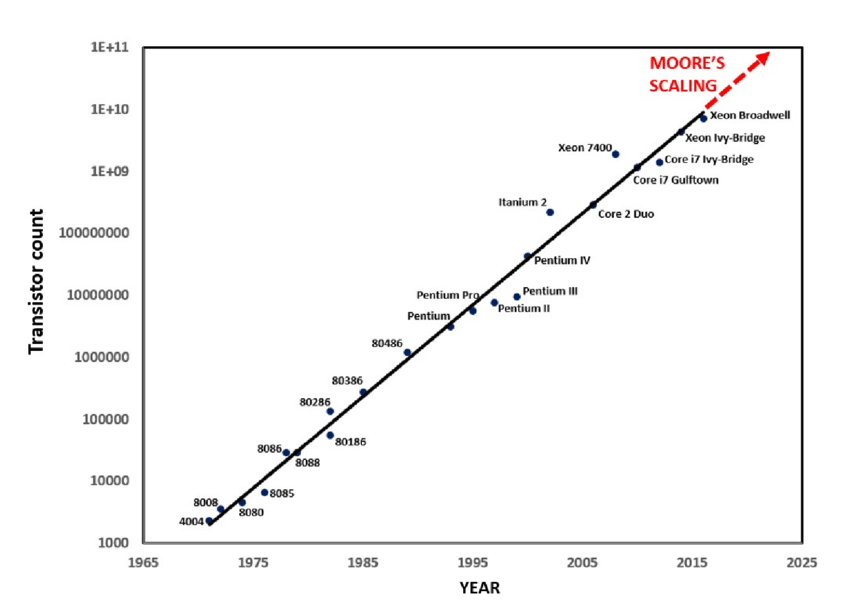 1E+11
1E+10
1E+09
100000000
10000000
1000000
100000
10000
1000
Transistor count
MOORE'S
SCALING
Xeon Broadwell
Xeon Ivy-Bridge
Xeon 7400
Core i7 Ivy-Bridge
Core i7 Gulftown
Itanium 2
Core 2 Duo
Pentium IV
Pentium Pro
Pentium III
Pentium II
Pentium
80486
80386
80286
80186
8086
8088
8085
8008
8080
4004
1965
1975
1985
1995
2005
2015
2025
YEAR